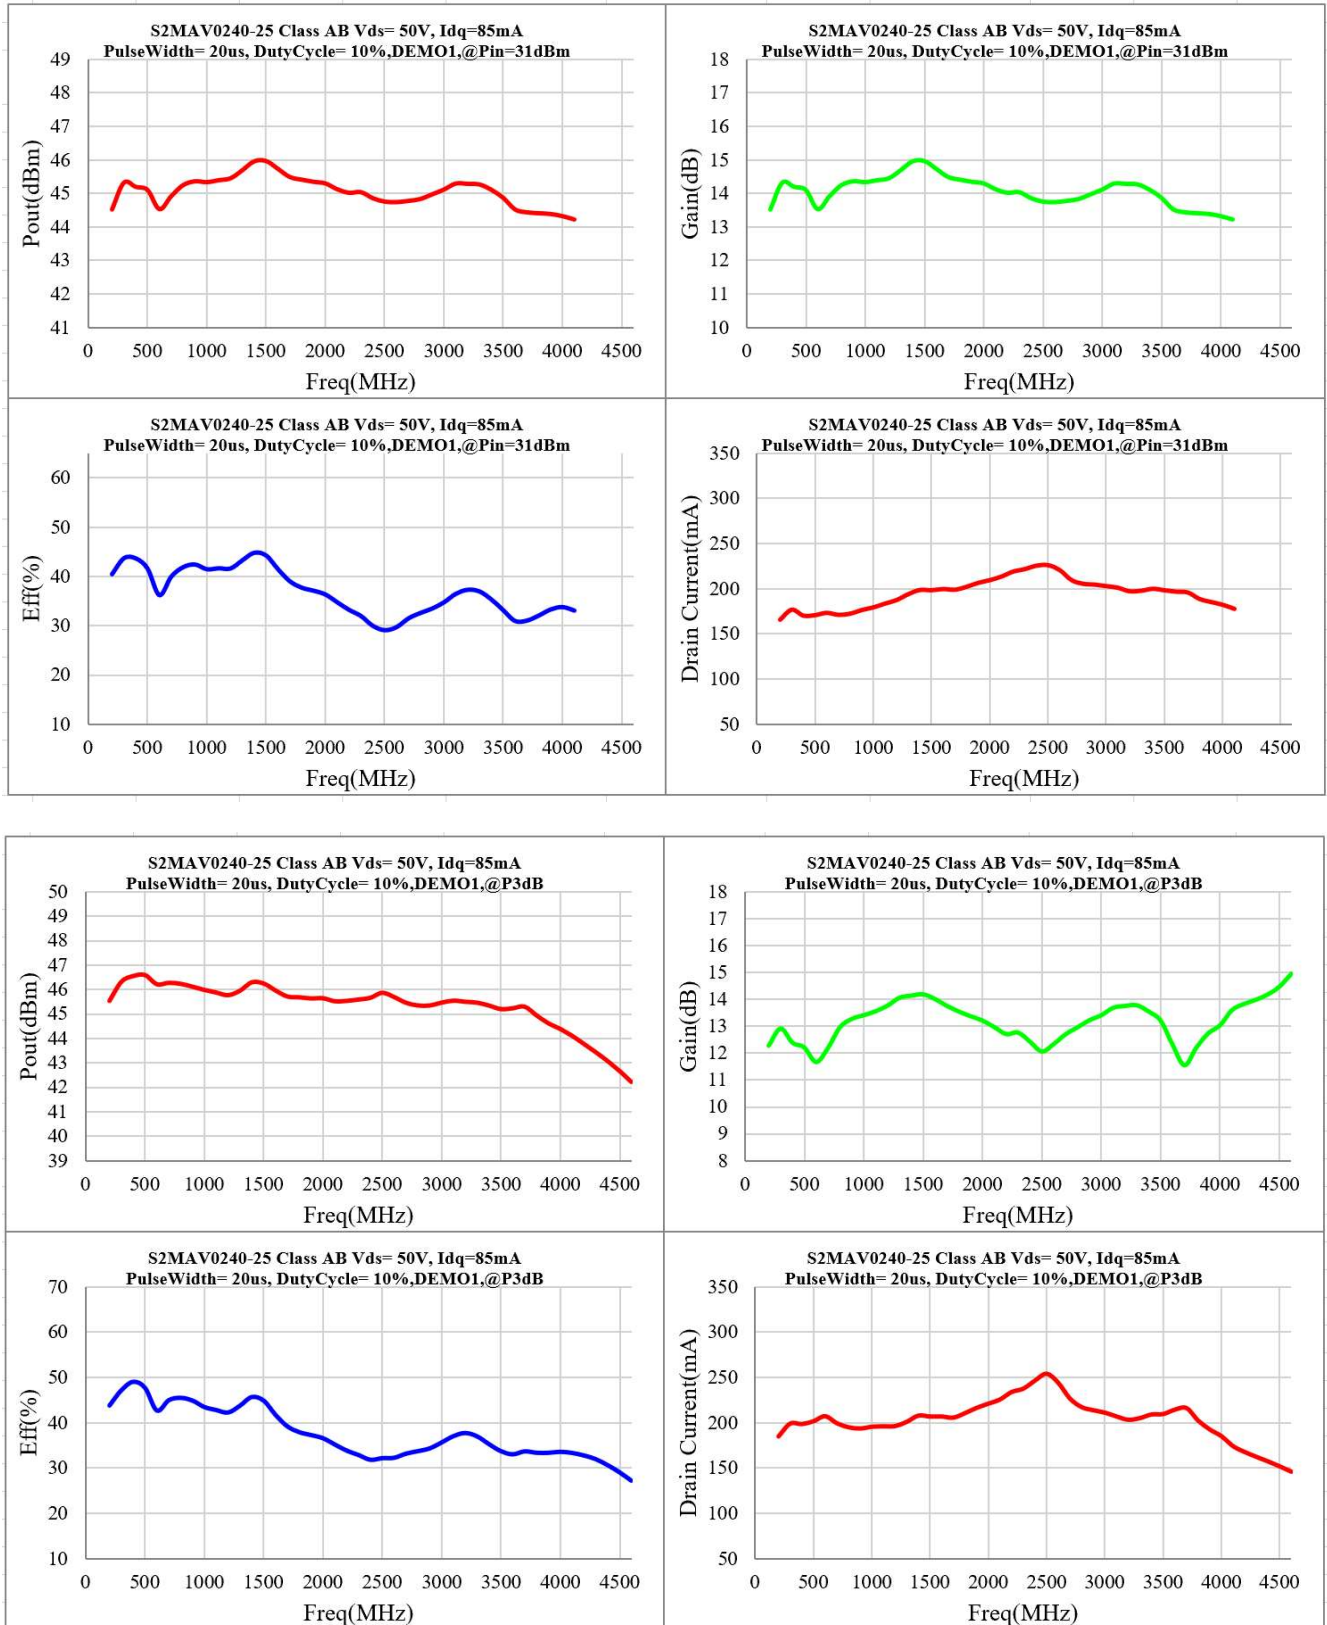 S2MAV0240-25 Class AB Vds= 50V, Idq=85mA
PulseWidth= 20us, DutyCycle= 10%,DEMO1,@Pin=31dBm
49
48
47
46
45
44
43
42
41
Pout(dBm)
0 500 1000 1500 2000 2500 3000 3500 4000 4500
Freq(MHz)
S2MAV0240-25 Class AB Vds= 50V, Idq=85mA
PulseWidth= 20us, DutyCycle= 10%,DEMO1,@Pin=31dBm
18
17
16
15
14
13
12
11
10
Gain(dB)
0 500 1000 1500 2000 2500 3000 3500 4000 4500
Freq(MHz)
S2MAV0240-25 Class AB Vds= 50V, Idq=85mA
PulseWidth= 20us, DutyCycle= 10%,DEMO1,@Pin=31dBm
60
50
40
30
20
10
Eff(%)
0 500 1000 1500 2000 2500 3000 3500 4000 4500
Freq(MHz)
S2MAV0240-25 Class AB Vds= 50V, Idq=85mA
PulseWidth= 20us, DutyCycle= 10%,DEMO1,@Pin=31dBm
350
300
250
200
150
100
50
Drain Current(mA)
0 500 1000 1500 2000 2500 3000 3500 4000 4500
Freq(MHz)
S2MAV0240-25 Class AB Vds= 50V, Idq=85mA
PulseWidth= 20us, DutyCycle= 10%,DEMO1,@P3dB
50
49
48
47
46
45
44
43
42
41
40
39
Pout(dBm)
0 500 1000 1500 2000 2500 3000 3500 4000 4500
Freq(MHz)
S2MAV0240-25 Class AB Vds= 50V, Idq=85mA
PulseWidth= 20us, DutyCycle= 10%,DEMO1,@P3dB
18
17
16
15
14
13
12
11
10
9
8
Gain(dB)
0 500 1000 1500 2000 2500 3000 3500 4000 4500
Freq(MHz)
S2MAV0240-25 Class AB Vds= 50V, Idq=85mA
PulseWidth= 20us, DutyCycle= 10%,DEMO1,@P3dB
70
60
50
40
30
20
10
Eff(%)
0 500 1000 1500 2000 2500 3000 3500 4000 4500
Freq(MHz)
S2MAV0240-25 Class AB Vds= 50V, Idq=85mA
PulseWidth= 20us, DutyCycle= 10%,DEMO1,@P3dB
350
300
250
200
150
100
50
Drain Current(mA)
0 500 1000 1500 2000 2500 3000 3500 4000 4500
Freq(MHz)